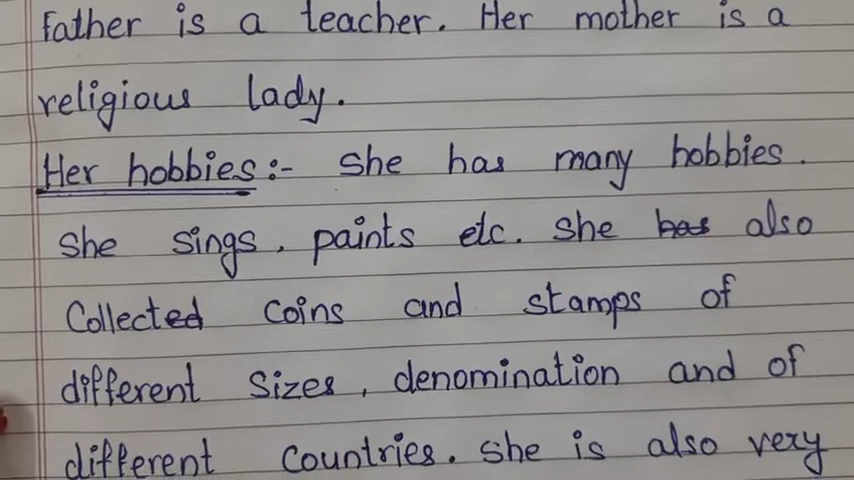 Father is a teacher. Her mother is a
religious lady.
Her hobbies:- She has many hobbies.
She sings, paints etc. She has also
Collected coins and stamps of
different sizes, denomination and of
different countries. She is also very